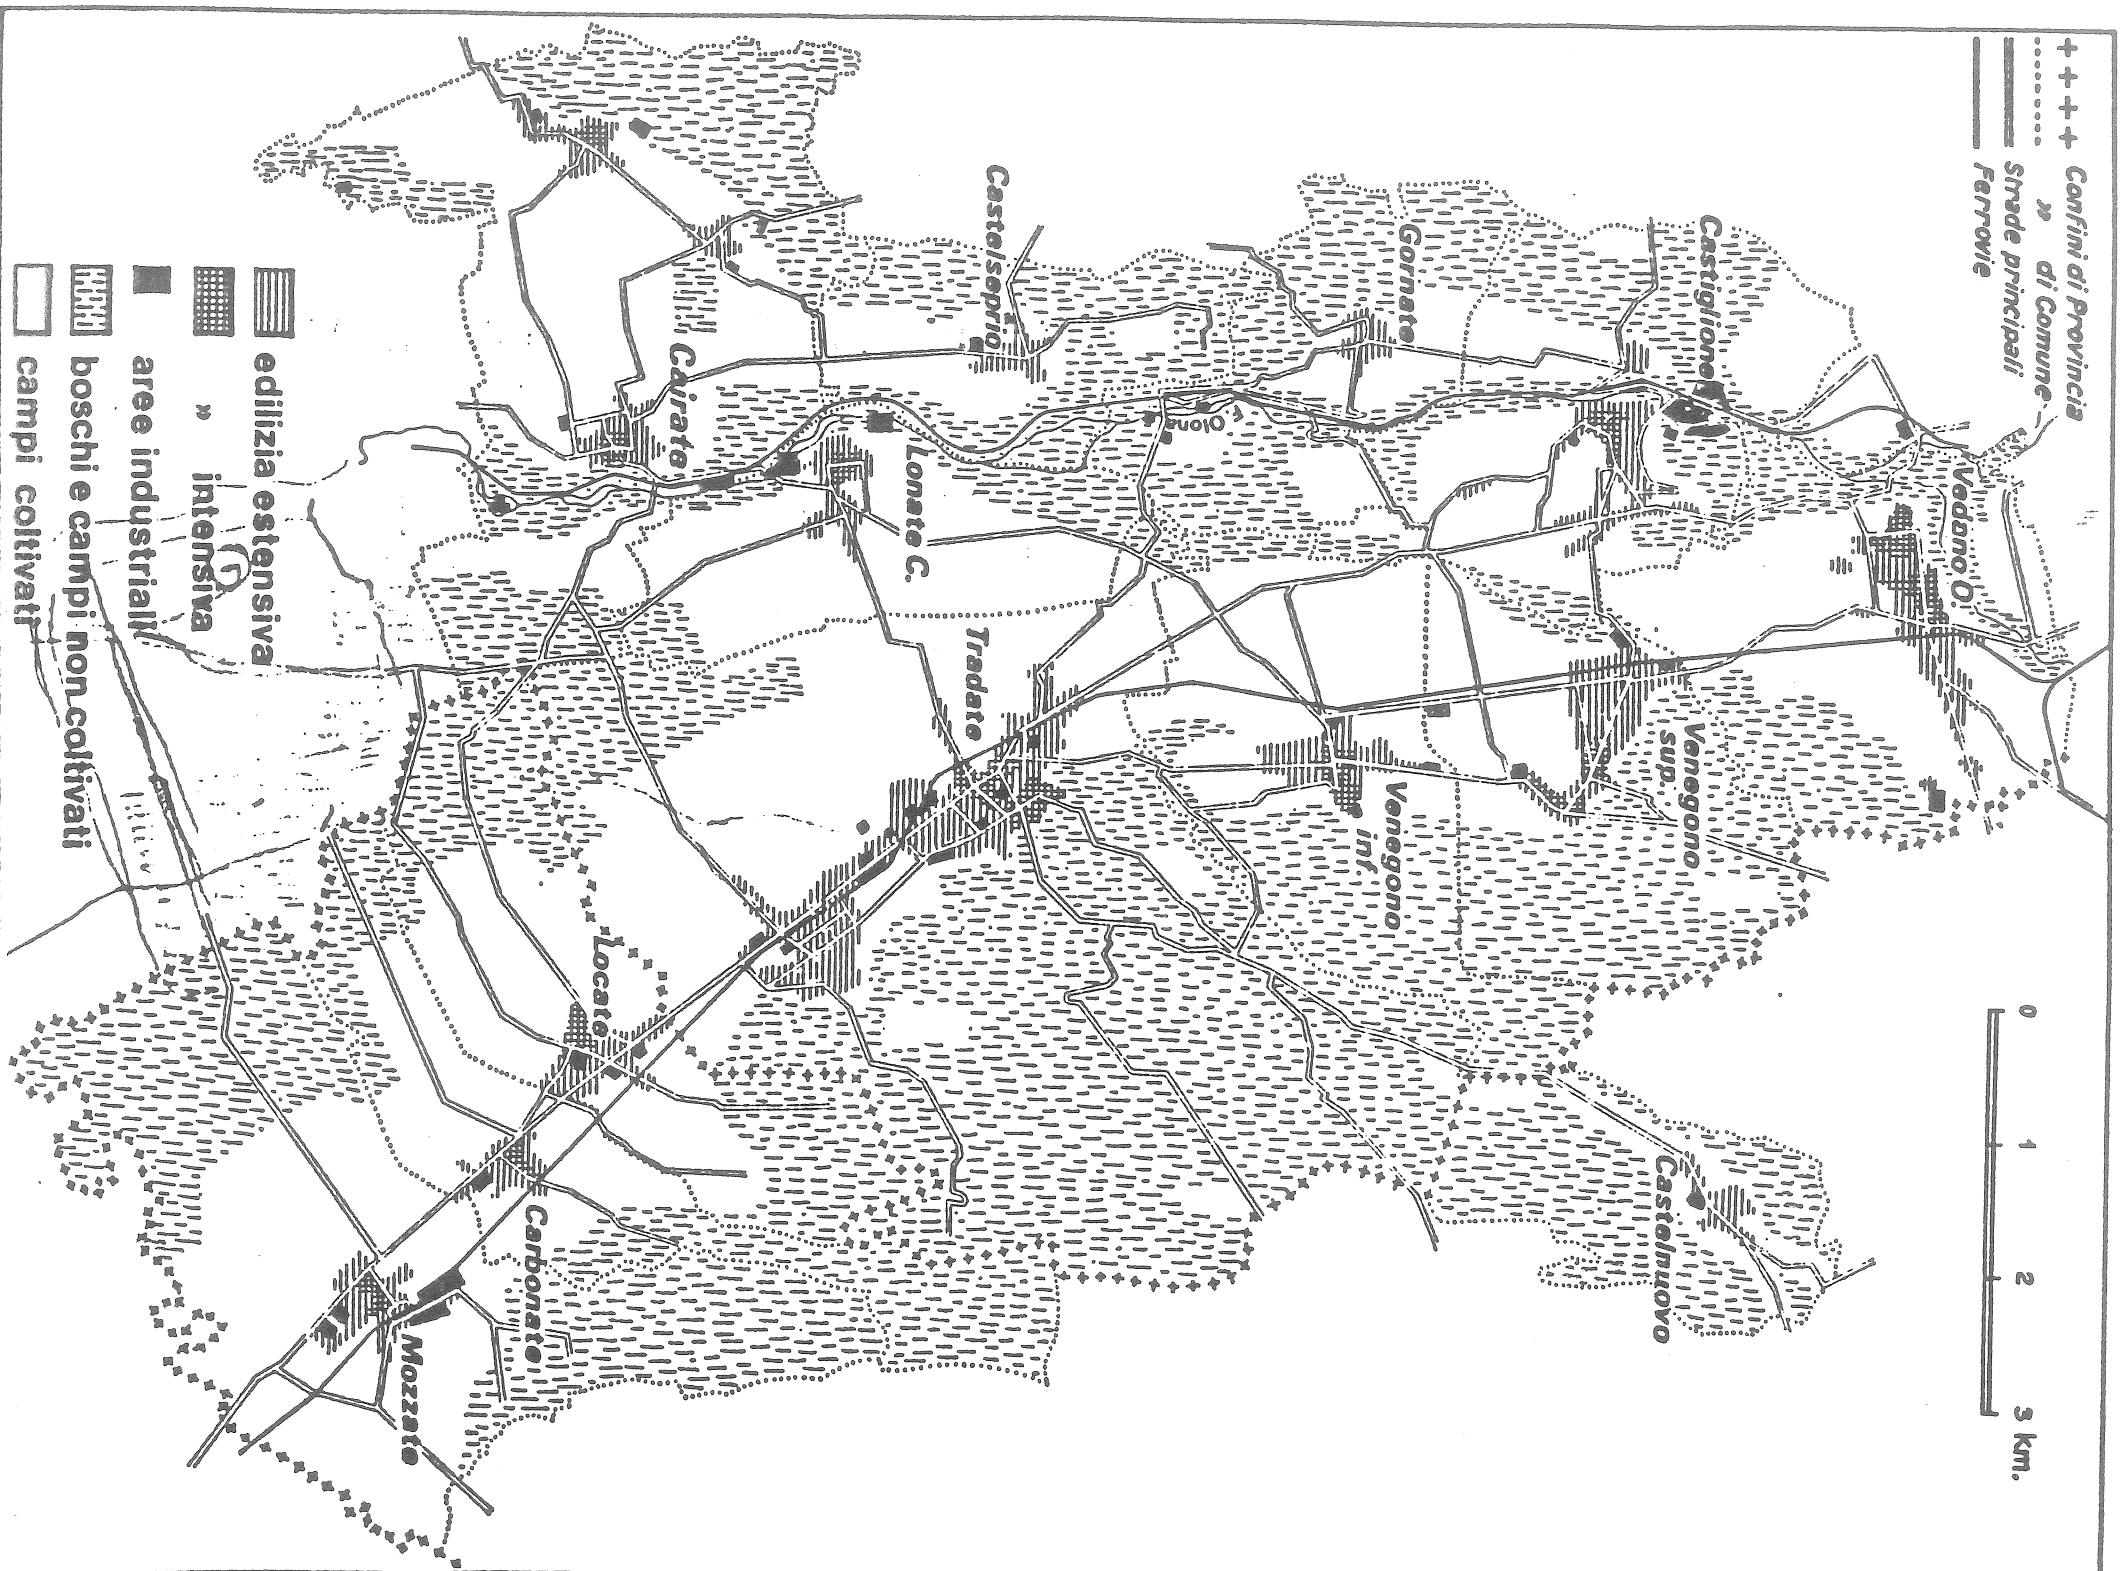 ++++ Confini di Provincia
........ » di Comune
Strade principali
Ferrovie
0 1 2 3 km.
Castiglione
Vedano O.
Gornate
Castelseprio
Venegono
sup.
Venegono
inf.
Castelnuovo
F. Olona
Lonate C.
Tradate
Cairate
Locate
Carbonate
Mozzate
edilizia estensiva
» intensiva
aree industriali
boschi e campi non coltivati
campi coltivati